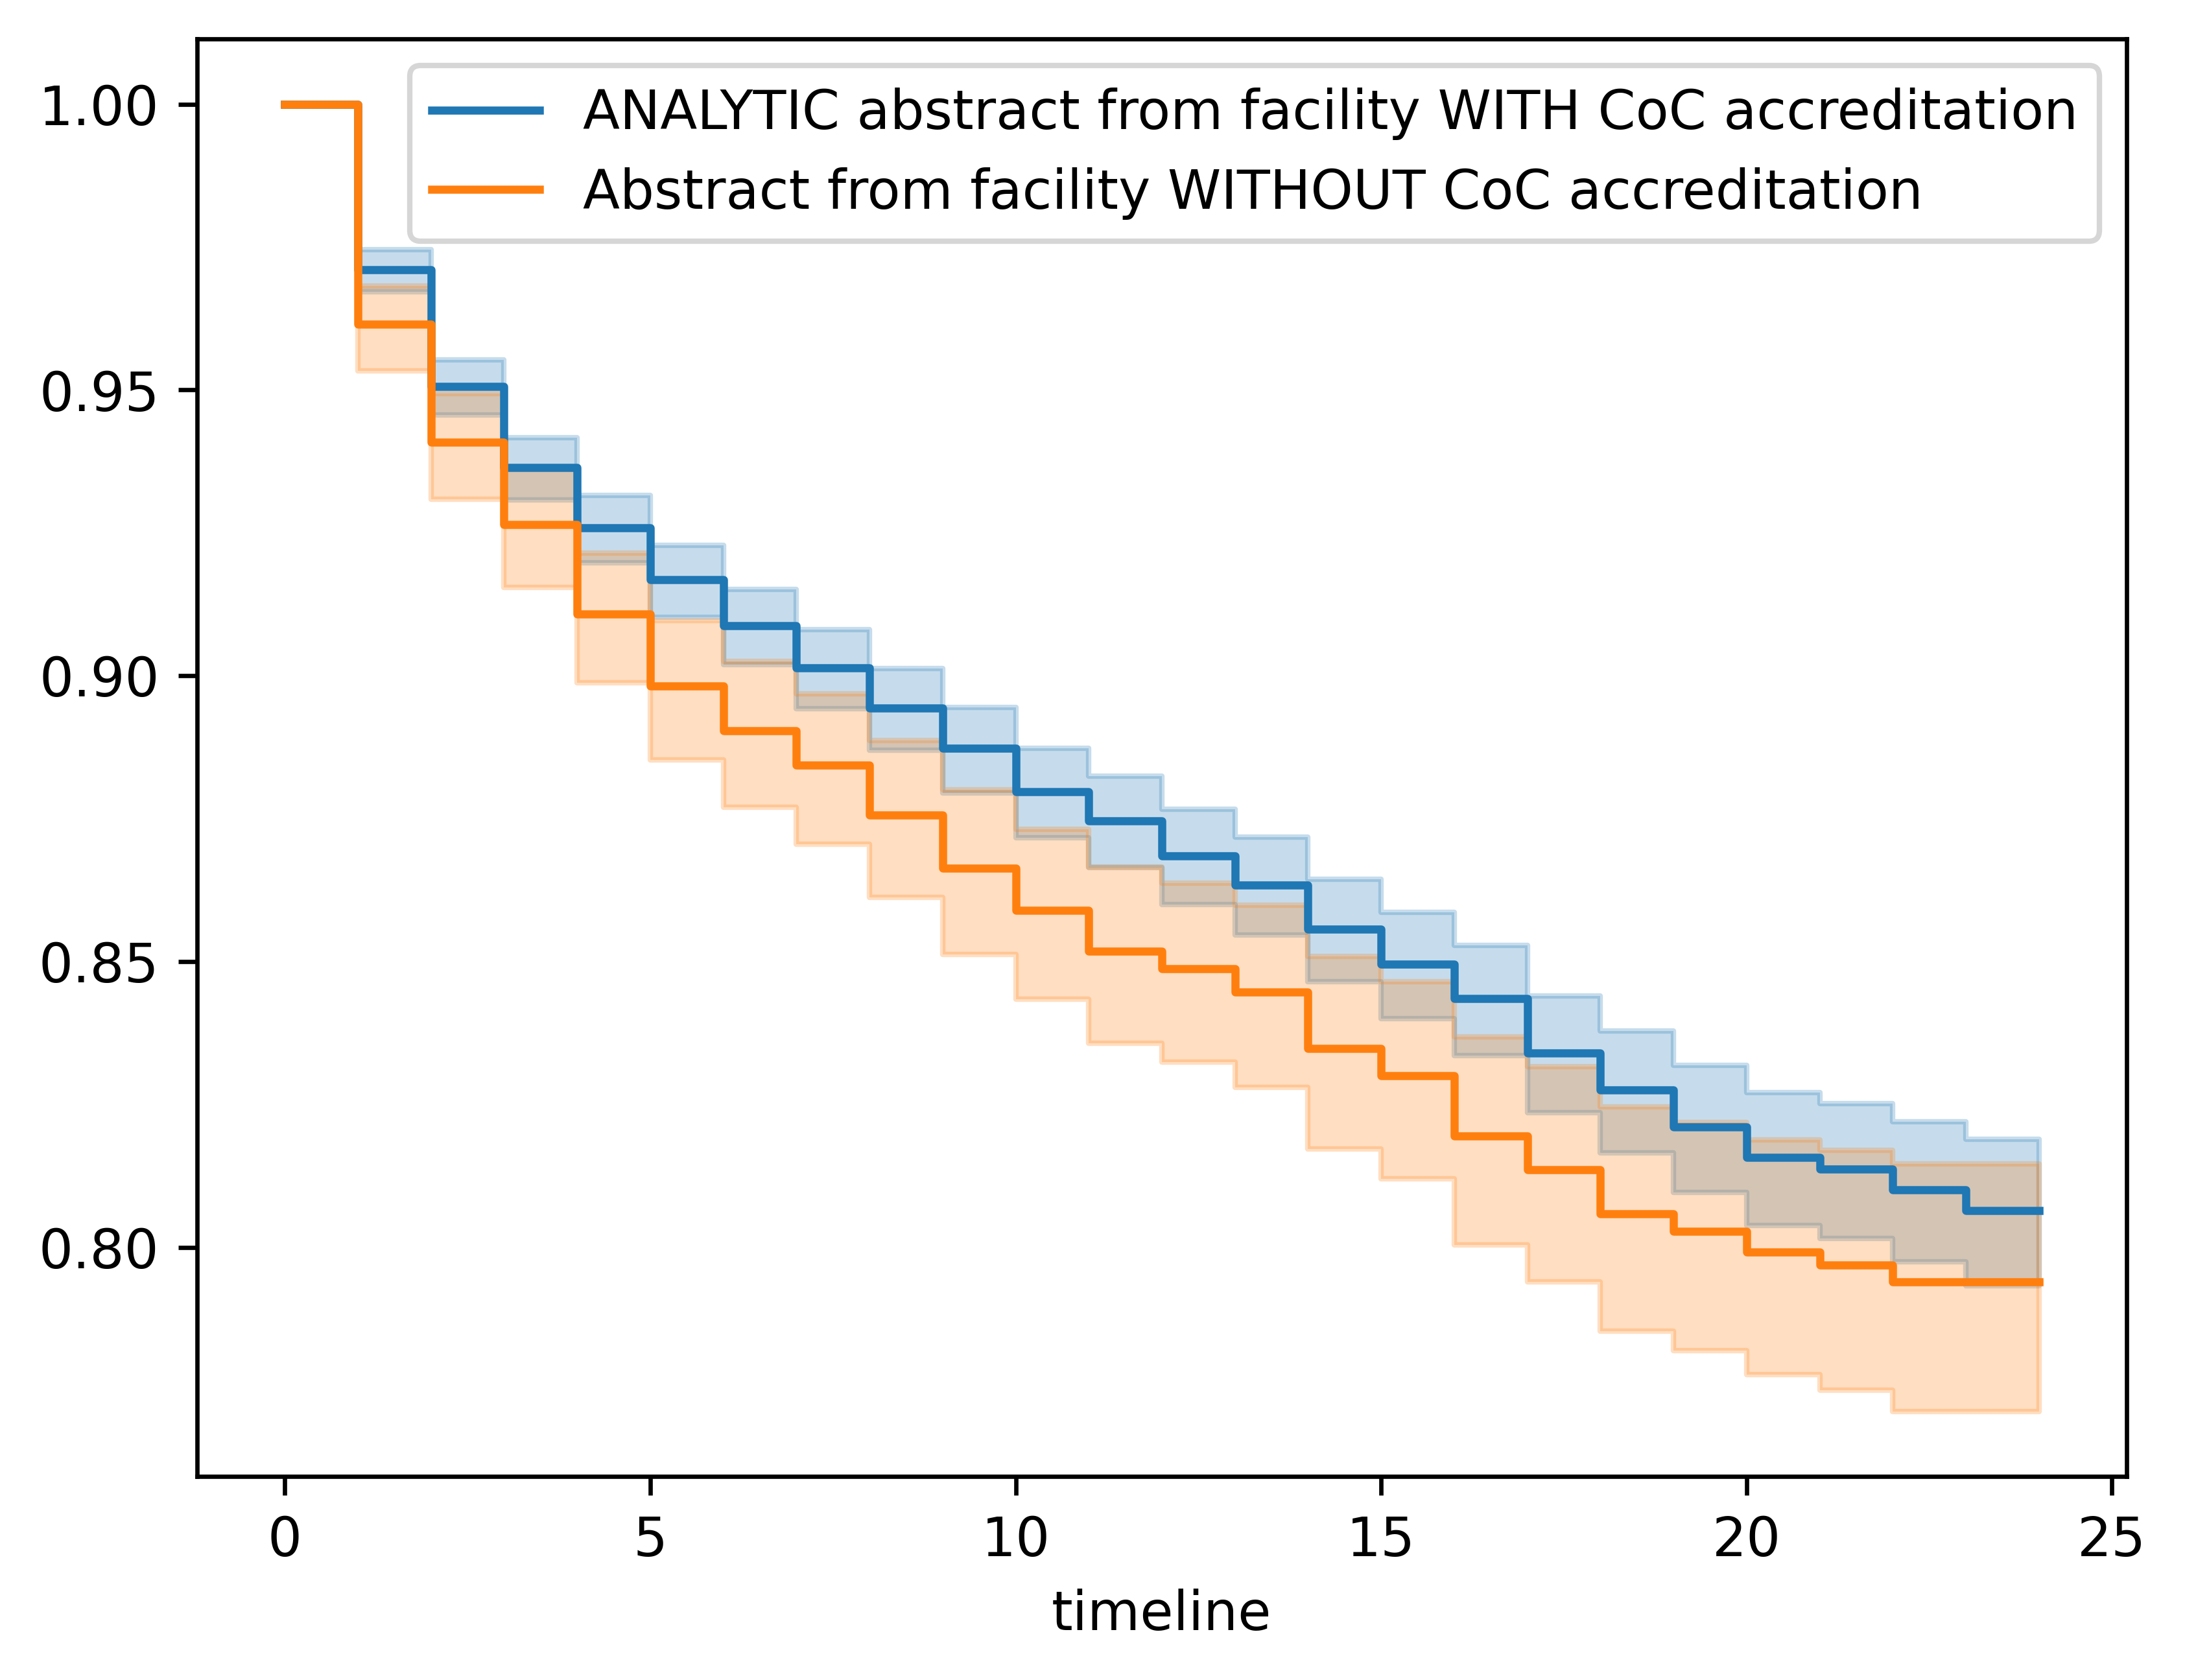 ANALYTIC abstract from facility WITH CoC accreditation
Abstract from facility WITHOUT CoC accreditation
1.00
0.95
0.90
0.85
0.80
0 5 10 15 20 25
timeline